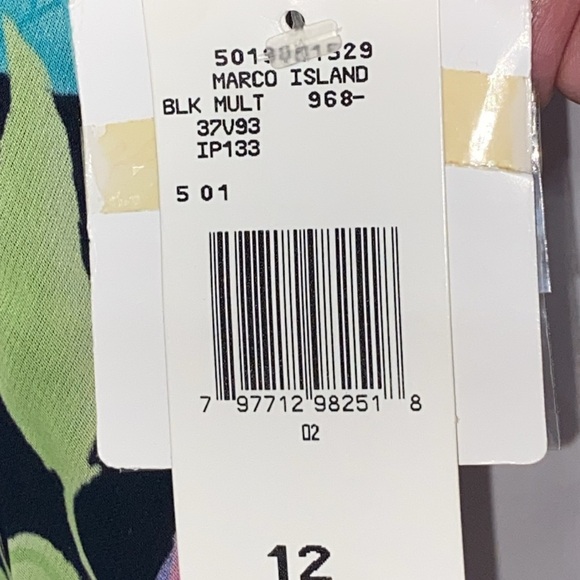 MARCO ISLAND
BLK MULT 968-
37V93
IP133
5 01
7 97712 98251 8
02
12